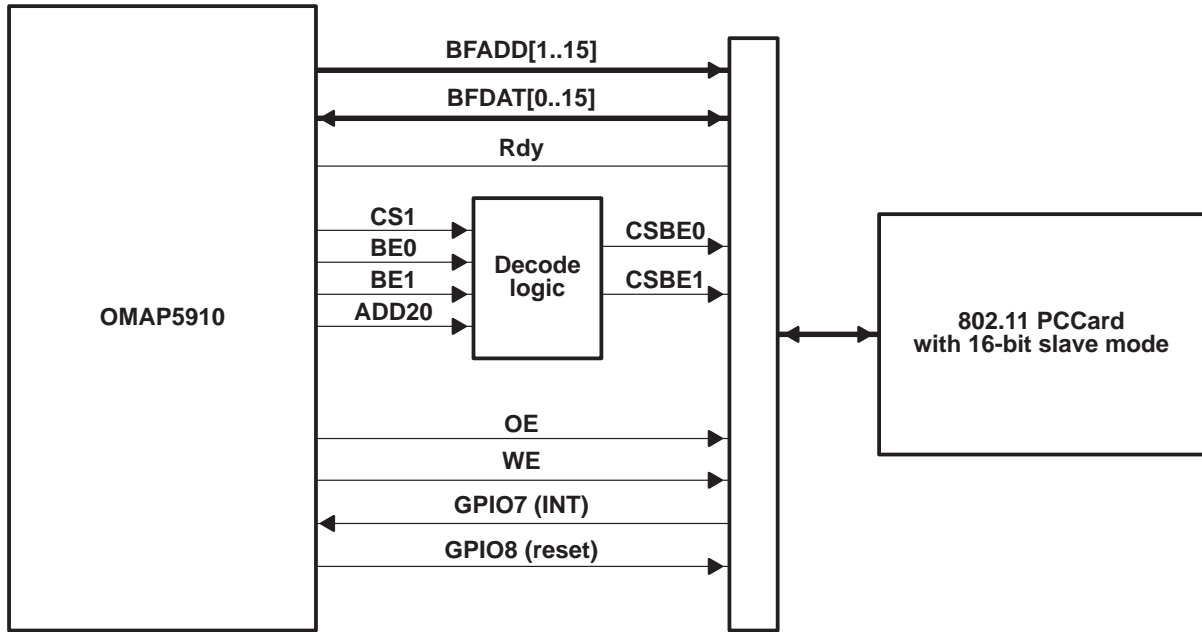 BFADD[1..15]
BFDAT[0..15]
Rdy
CS1
BE0
BE1
ADD20
Decode
logic
CSBE0
CSBE1
OMAP5910
802.11 PCCard
with 16-bit slave mode
OE
WE
GPIO7 (INT)
GPIO8 (reset)